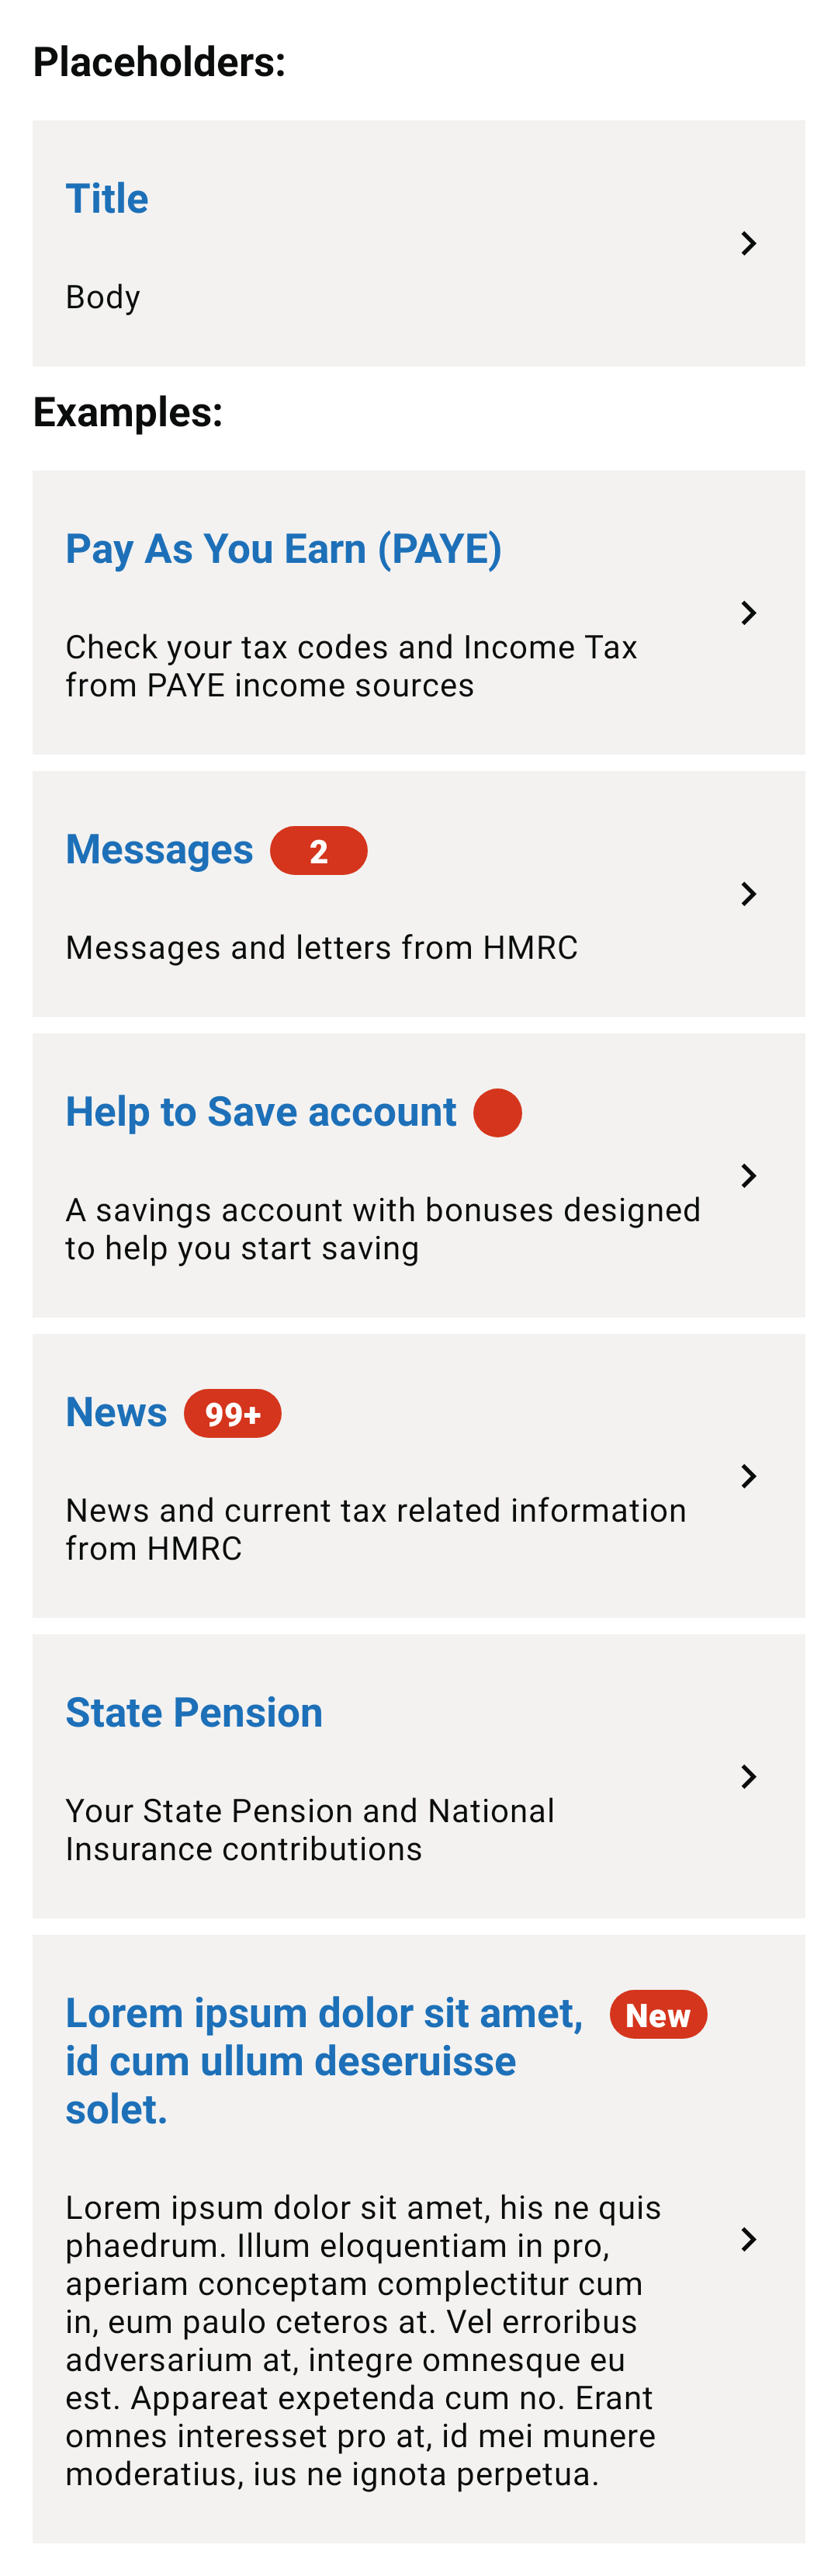 Placeholders:
Title
Body
Examples:
Pay As You Earn (PAYE)
Check your tax codes and Income Tax
from PAYE income sources
Messages 2
Messages and letters from HMRC
Help to Save account
A savings account with bonuses designed
to help you start saving
News 99+
News and current tax related information
from HMRC
State Pension
Your State Pension and National
Insurance contributions
Lorem ipsum dolor sit amet, New
id cum ullum deseruisse
solet.
Lorem ipsum dolor sit amet, his ne quis
phaedrum. Illum eloquentiam in pro,
aperiam conceptam complectitur cum
in, eum paulo ceteros at. Vel erroribus
adversarium at, integre omnesque eu
est. Appareat expetenda cum no. Erant
omnes interesset pro at, id mei munere
moderatius, ius ne ignota perpetua.